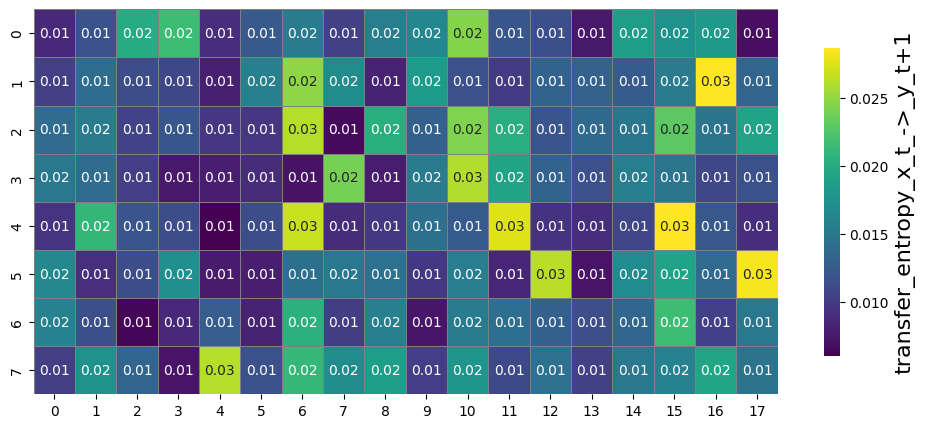 0 0.01 0.01 0.02 0.02 0.01 0.01 0.02 0.01 0.02 0.02 0.02 0.01 0.01 0.01 0.02 0.02 0.02 0.01
1 0.01 0.01 0.01 0.01 0.01 0.02 0.02 0.02 0.01 0.02 0.01 0.01 0.01 0.01 0.01 0.01 0.03 0.01
2 0.01 0.02 0.01 0.01 0.01 0.01 0.03 0.01 0.02 0.01 0.02 0.02 0.01 0.01 0.01 0.02 0.01 0.02
3 0.02 0.01 0.01 0.01 0.01 0.01 0.01 0.02 0.01 0.02 0.03 0.02 0.01 0.01 0.02 0.01 0.01 0.01
4 0.01 0.02 0.01 0.01 0.01 0.01 0.03 0.01 0.01 0.01 0.01 0.03 0.01 0.01 0.01 0.03 0.01 0.01
5 0.02 0.01 0.01 0.02 0.01 0.01 0.01 0.02 0.01 0.01 0.02 0.01 0.03 0.01 0.02 0.02 0.01 0.03
6 0.02 0.01 0.01 0.01 0.01 0.01 0.02 0.01 0.02 0.01 0.01 0.01 0.01 0.01 0.01 0.02 0.01 0.01
7 0.01 0.02 0.01 0.01 0.03 0.01 0.02 0.02 0.02 0.01 0.02 0.01 0.01 0.01 0.01 0.02 0.02 0.01
0 1 2 3 4 5 6 7 8 9 10 11 12 13 14 15 16 17
0.025
0.020
0.015
0.010
transfer_entropy_x_t_->_y_t+1